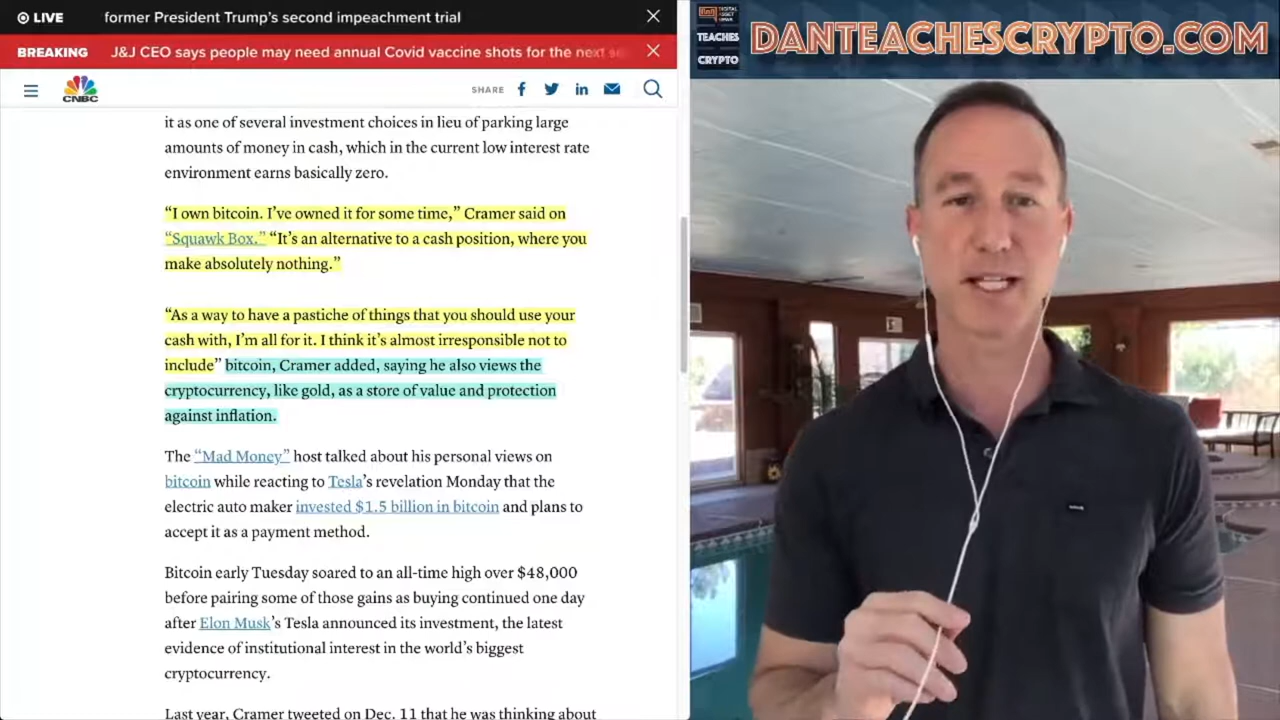 LIVE former President Trump’s second impeachment trial
BREAKING J&J CEO says people may need annual Covid vaccine shots for the next
CNBC
SHARE
it as one of several investment choices in lieu of parking large
amounts of money in cash, which in the current low interest rate
environment earns basically zero.
“I own bitcoin. I’ve owned it for some time,” Cramer said on
“Squawk Box.” “It’s an alternative to a cash position, where you
make absolutely nothing.”
“As a way to have a pastiche of things that you should use your
cash with, I’m all for it. I think it’s almost irresponsible not to
include” bitcoin, Cramer added, saying he also views the
cryptocurrency, like gold, as a store of value and protection
against inflation.
The “Mad Money” host talked about his personal views on
bitcoin while reacting to Tesla’s revelation Monday that the
electric auto maker invested $1.5 billion in bitcoin and plans to
accept it as a payment method.
Bitcoin early Tuesday soared to an all-time high over $48,000
before pairing some of those gains as buying continued one day
after Elon Musk’s Tesla announced its investment, the latest
evidence of institutional interest in the world’s biggest
cryptocurrency.
Last year, Cramer tweeted on Dec. 11 that he was thinking about
DIGITAL
ASSET
NEWS
TEACHES
CRYPTO
DANTEACHESCRYPTO.COM